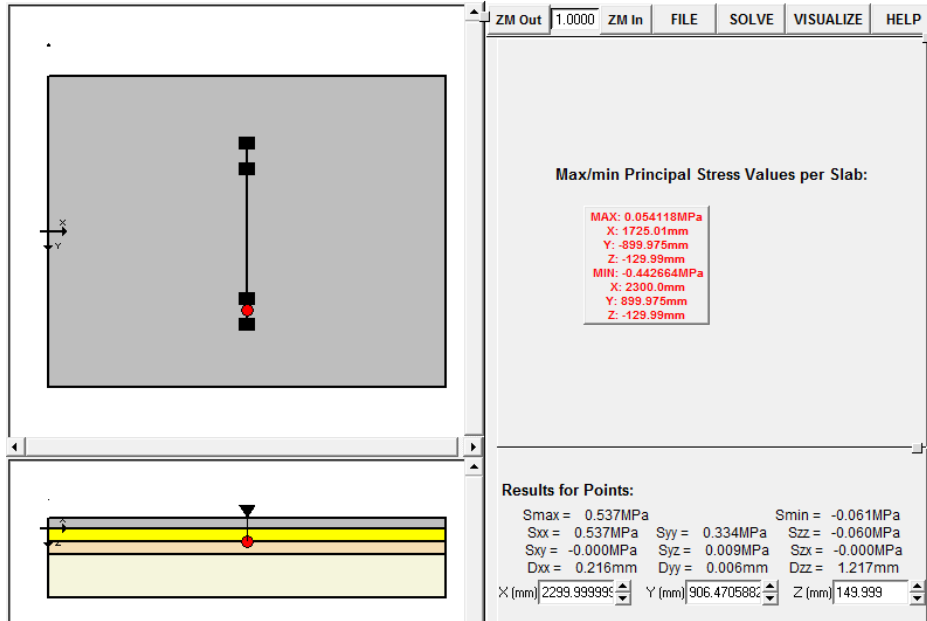 ZM Out 1.0000 ZM In FILE SOLVE VISUALIZE HELP
X
Y
Max/min Principal Stress Values per Slab:
MAX: 0.054118MPa
X: 1725.01mm
Y: -899.975mm
Z: -129.99mm
MIN: -0.442664MPa
X: 2300.0mm
Y: 899.975mm
Z: -129.99mm
X
Z
Results for Points:
Smax = 0.537MPa Smin = -0.061MPa
Sxx = 0.537MPa Syy = 0.334MPa Szz = -0.060MPa
Sxy = -0.000MPa Syz = 0.009MPa Szx = -0.000MPa
Dxx = 0.216mm Dyy = 0.006mm Dzz = 1.217mm
X (mm) 2299.999999 Y (mm) 906.4705882 Z (mm) 149.999